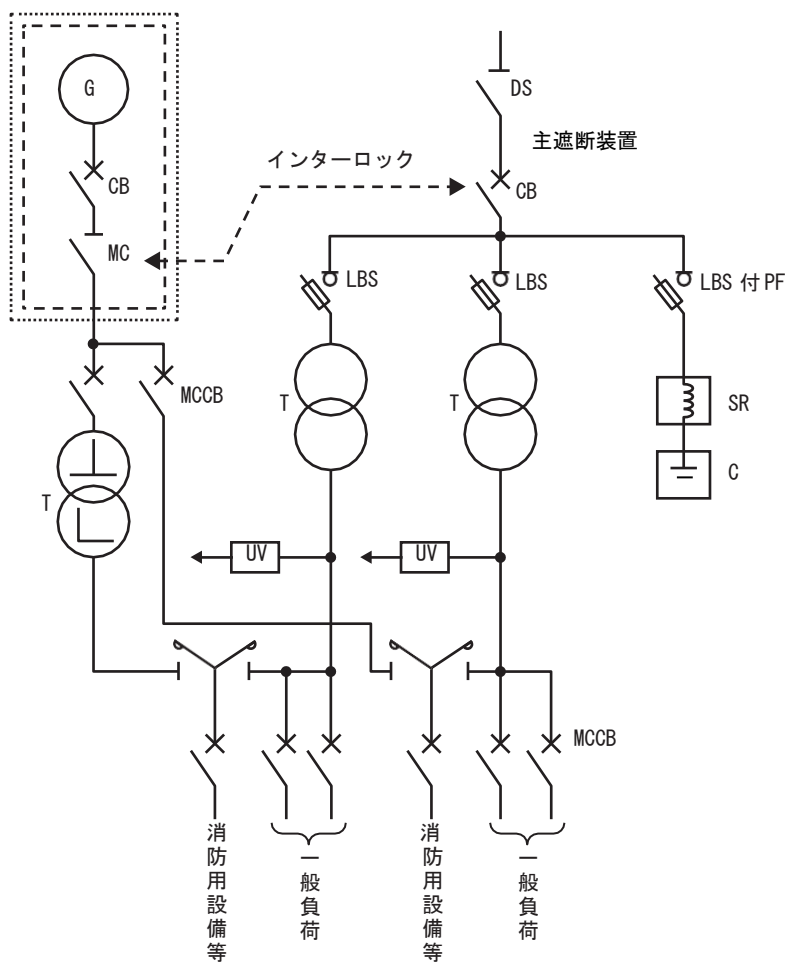 G
DS
主遮断装置
インターロック
CB
CB
MC
LBS
LBS
LBS 付 PF
MCCB
T
T
SR
C
T
UV
UV
MCCB
消防用設備等
一般負荷
消防用設備等
一般負荷